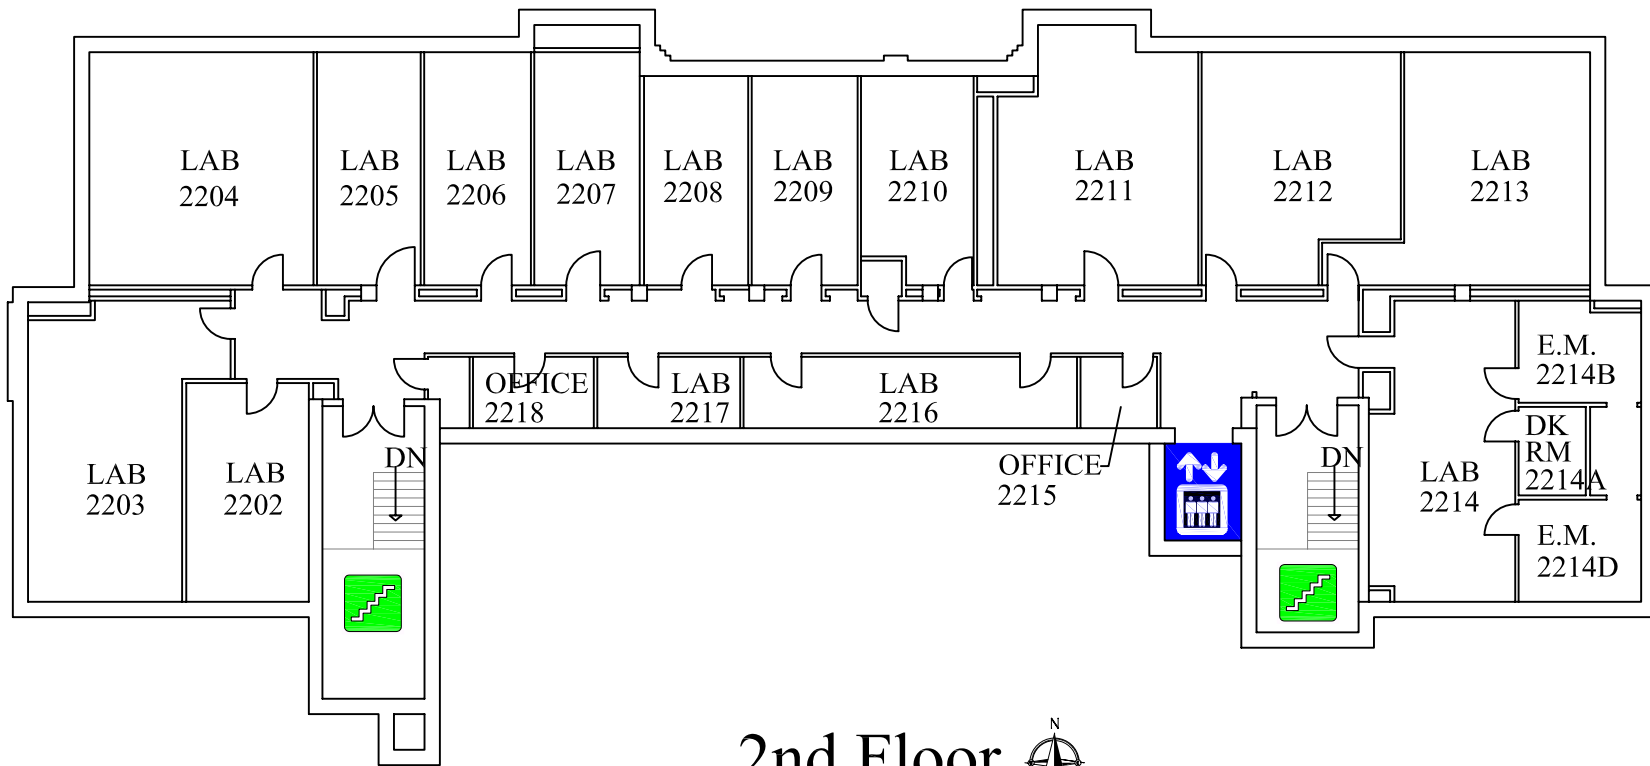 LAB
2204
LAB
2205
LAB
2206
LAB
2207
LAB
2208
LAB
2209
LAB
2210
LAB
2211
LAB
2212
LAB
2213
OFFICE
2218
LAB
2217
LAB
2216
OFFICE
2215
E.M.
2214B
DK
RM
2214A
LAB
2214
E.M.
2214D
LAB
2203
LAB
2202
DN
DN
2nd Floor
N